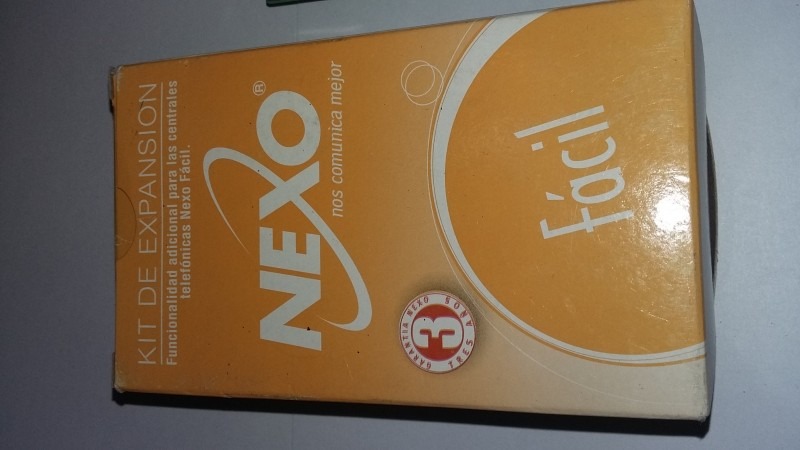 KIT DE EXPANSIÓN
Funcionalidad adicional para las centrales
telefónicas Nexo Fácil.
NEXO®
nos comunica mejor
fácil
GARANTIA NEXO
3
TRES AÑOS